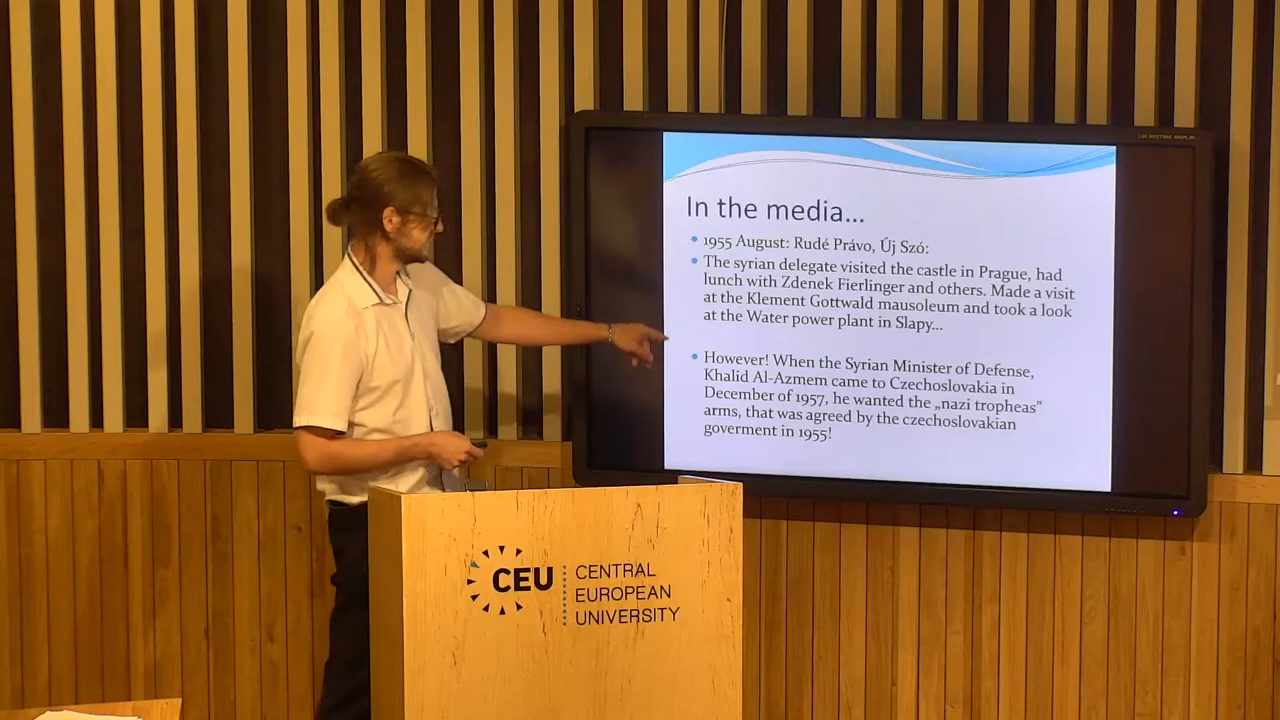 LED MEETING DISPLAY
In the media...
1955 August: Rudé Právo, Új Szó:
The syrian delegate visited the castle in Prague, had
lunch with Zdenek Fierlinger and others. Made a visit
at the Klement Gottwald mausoleum and took a look
at the Water power plant in Slapy...
However! When the Syrian Minister of Defense,
Khalid Al-Azmem came to Czechoslovakia in
December of 1957, he wanted the „nazi tropheas”
arms, that was agreed by the czechoslovakian
goverment in 1955!
CEU
CENTRAL
EUROPEAN
UNIVERSITY